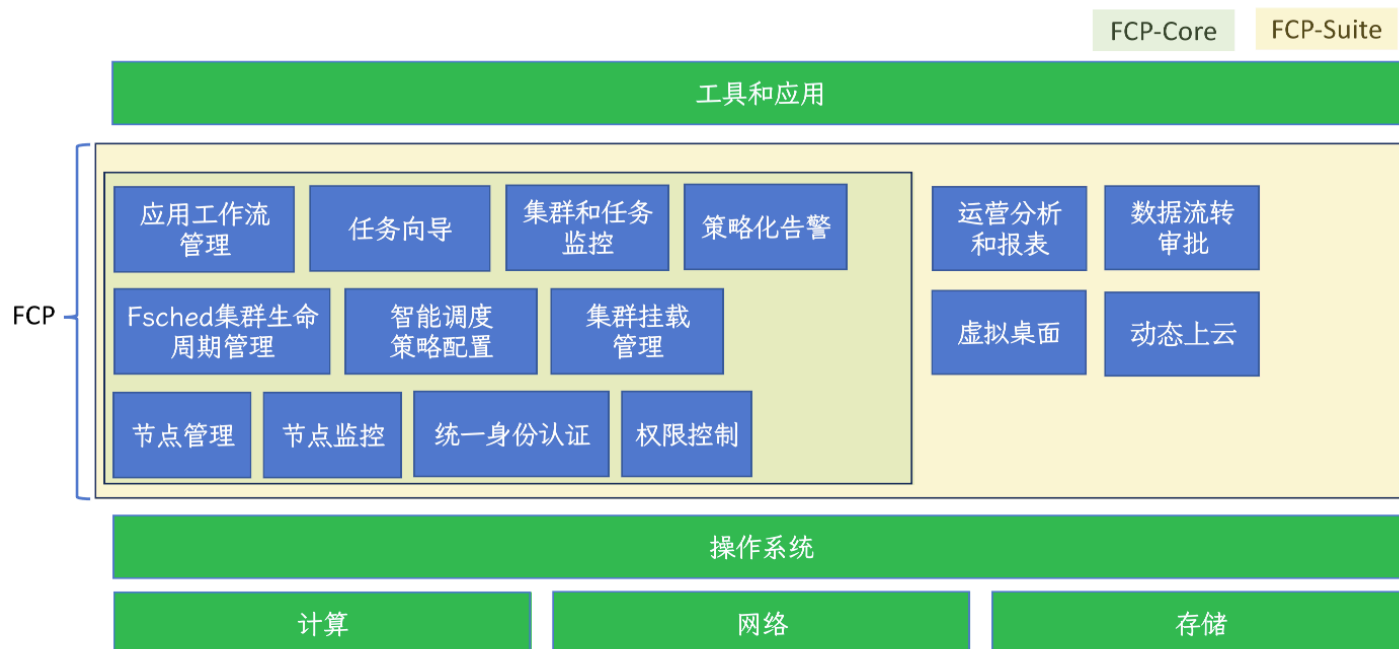 FCP-Core
FCP-Suite
工具和应用
FCP
应用工作流
管理
任务向导
集群和任务
监控
策略化告警
运营分析
和报表
数据流转
审批
Fsched集群生命
周期管理
智能调度
策略配置
集群挂载
管理
虚拟桌面
动态上云
节点管理
节点监控
统一身份认证
权限控制
操作系统
计算
网络
存储